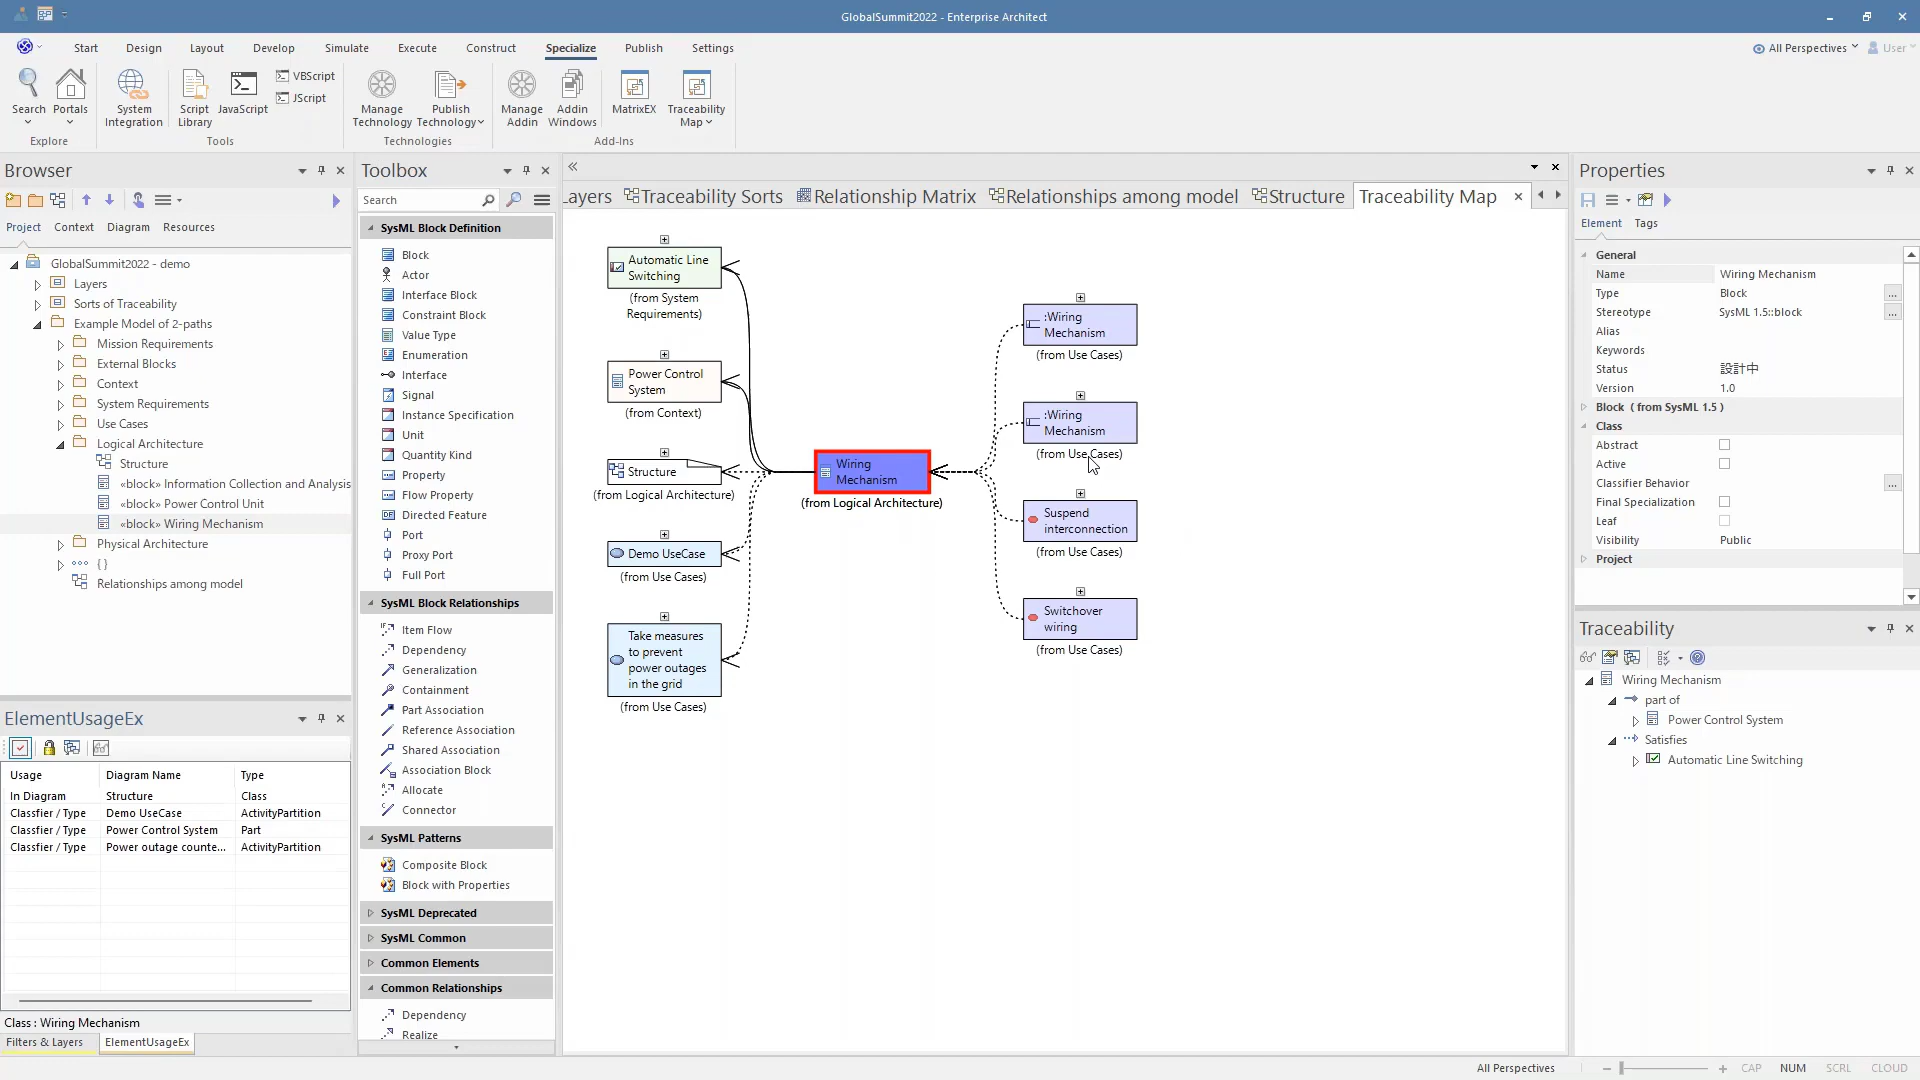 GlobalSummit2022 - Enterprise Architect
Start
Design
Layout
Develop
Simulate
Execute
Construct
Specialize
Publish
Settings
All Perspectives
User
Search
Portals
Explore
System
Integration
Script
Library
JavaScript
VBScript
JScript
Tools
Manage
Technology
Publish
Technology
Technologies
Manage
Addin
Addin
Windows
MatrixEX
Traceability
Map
Add-Ins
Browser
Project
Context
Diagram
Resources
GlobalSummit2022 - demo
Layers
Sorts of Traceability
Example Model of 2-paths
Mission Requirements
External Blocks
Context
System Requirements
Use Cases
Logical Architecture
Structure
«block» Information Collection and Analysis
«block» Power Control Unit
«block» Wiring Mechanism
Physical Architecture
{ }
Relationships among model
ElementUsageEx
Usage
Diagram Name
Type
In Diagram
Structure
Class
Classfier / Type
Demo UseCase
ActivityPartition
Classfier / Type
Power Control System
Part
Classfier / Type
Power outage counte...
ActivityPartition
Class : Wiring Mechanism
Filters & Layers
ElementUsageEx
Toolbox
Search
SysML Block Definition
Block
Actor
Interface Block
Constraint Block
Value Type
Enumeration
Interface
Signal
Instance Specification
Unit
Quantity Kind
Property
Flow Property
Directed Feature
Port
Proxy Port
Full Port
SysML Block Relationships
Item Flow
Dependency
Generalization
Containment
Part Association
Reference Association
Shared Association
Association Block
Allocate
Connector
SysML Patterns
Composite Block
Block with Properties
SysML Deprecated
SysML Common
Common Elements
Common Relationships
Dependency
Realize
ayers
Traceability Sorts
Relationship Matrix
Relationships among model
Structure
Traceability Map
Automatic Line
Switching
(from System
Requirements)
Power Control
System
(from Context)
Structure
(from Logical Architecture)
Demo UseCase
(from Use Cases)
Take measures
to prevent
power outages
in the grid
(from Use Cases)
Wiring
Mechanism
(from Logical Architecture)
:Wiring
Mechanism
(from Use Cases)
:Wiring
Mechanism
(from Use Cases)
Suspend
interconnection
(from Use Cases)
Switchover
wiring
(from Use Cases)
Properties
Element
Tags
General
Name
Wiring Mechanism
Type
Block
Stereotype
SysML 1.5::block
Alias
Keywords
Status
設計中
Version
1.0
Block ( from SysML 1.5 )
Class
Abstract
Active
Classifier Behavior
Final Specialization
Leaf
Visibility
Public
Project
Traceability
Wiring Mechanism
part of
Power Control System
Satisfies
Automatic Line Switching
All Perspectives
CAP
NUM
SCRL
CLOUD